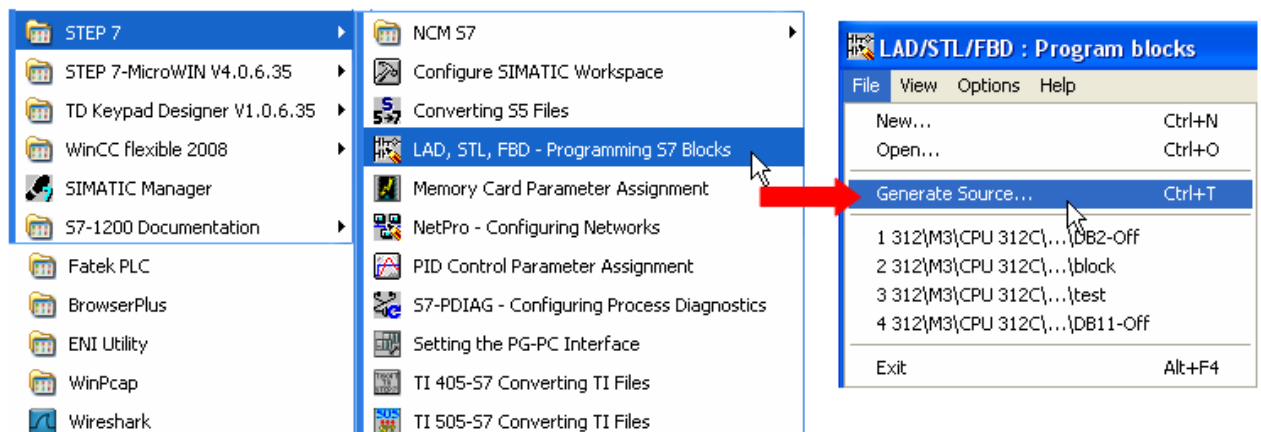 STEP 7
STEP 7-MicroWIN V4.0.6.35
TD Keypad Designer V1.0.6.35
WinCC flexible 2008
SIMATIC Manager
S7-1200 Documentation
Fatek PLC
BrowserPlus
ENI Utility
WinPcap
Wireshark
NCM S7
Configure SIMATIC Workspace
Converting S5 Files
LAD, STL, FBD - Programming S7 Blocks
Memory Card Parameter Assignment
NetPro - Configuring Networks
PID Control Parameter Assignment
S7-PDIAG - Configuring Process Diagnostics
Setting the PG-PC Interface
TI 405-S7 Converting TI Files
TI 505-S7 Converting TI Files
LAD/STL/FBD : Program blocks
File View Options Help
New... Ctrl+N
Open... Ctrl+O
Generate Source... Ctrl+T
1 312\M3\CPU 312C\...\DB2-Off
2 312\M3\CPU 312C\...\block
3 312\M3\CPU 312C\...\test
4 312\M3\CPU 312C\...\DB11-Off
Exit Alt+F4